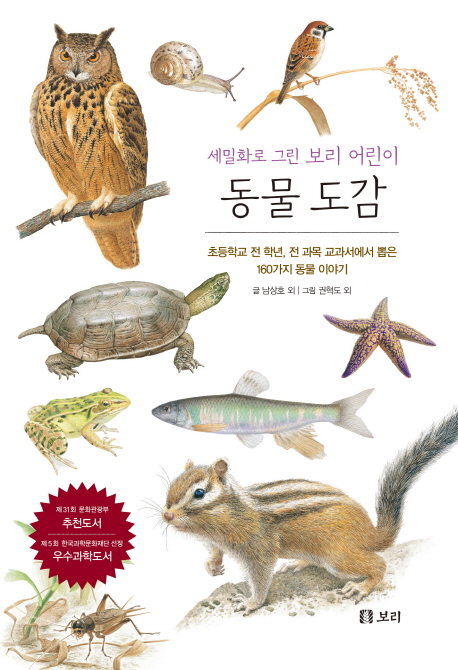 세밀화로 그린 보리 어린이
동물 도감
초등학교 전 학년, 전 과목 교과서에서 뽑은
160가지 동물 이야기
글 남상호 외 | 그림 권혁도 외
제31회 문화관광부
추천도서
제5회 한국과학문화재단 선정
우수과학도서
보리